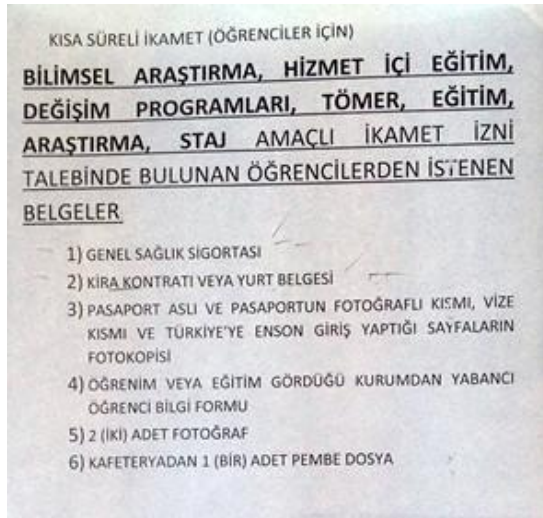 KISA SÜRELİ İKAMET (ÖĞRENCİLER İÇİN)
BİLİMSEL ARAŞTIRMA, HİZMET İÇİ EĞİTİM,
DEĞİŞİM PROGRAMLARI, TÖMER, EĞİTİM,
ARAŞTIRMA, STAJ AMAÇLI İKAMET İZNİ
TALEBİNDE BULUNAN ÖĞRENCİLERDEN İSTENEN
BELGELER
1) GENEL SAĞLIK SİGORTASI
2) KİRA KONTRATI VEYA YURT BELGESİ
3) PASAPORT ASLI VE PASAPORTUN FOTOĞRAFLI KISMI, VİZE
KISMI VE TÜRKİYE'YE ENSON GİRİŞ YAPTIĞI SAYFALARIN
FOTOKOPİSİ
4) ÖĞRENİM VEYA EĞİTİM GÖRDÜĞÜ KURUMDAN YABANCI
ÖĞRENCİ BİLGİ FORMU
5) 2 (İKİ) ADET FOTOĞRAF
6) KAFETERYADAN 1 (BİR) ADET PEMBE DOSYA